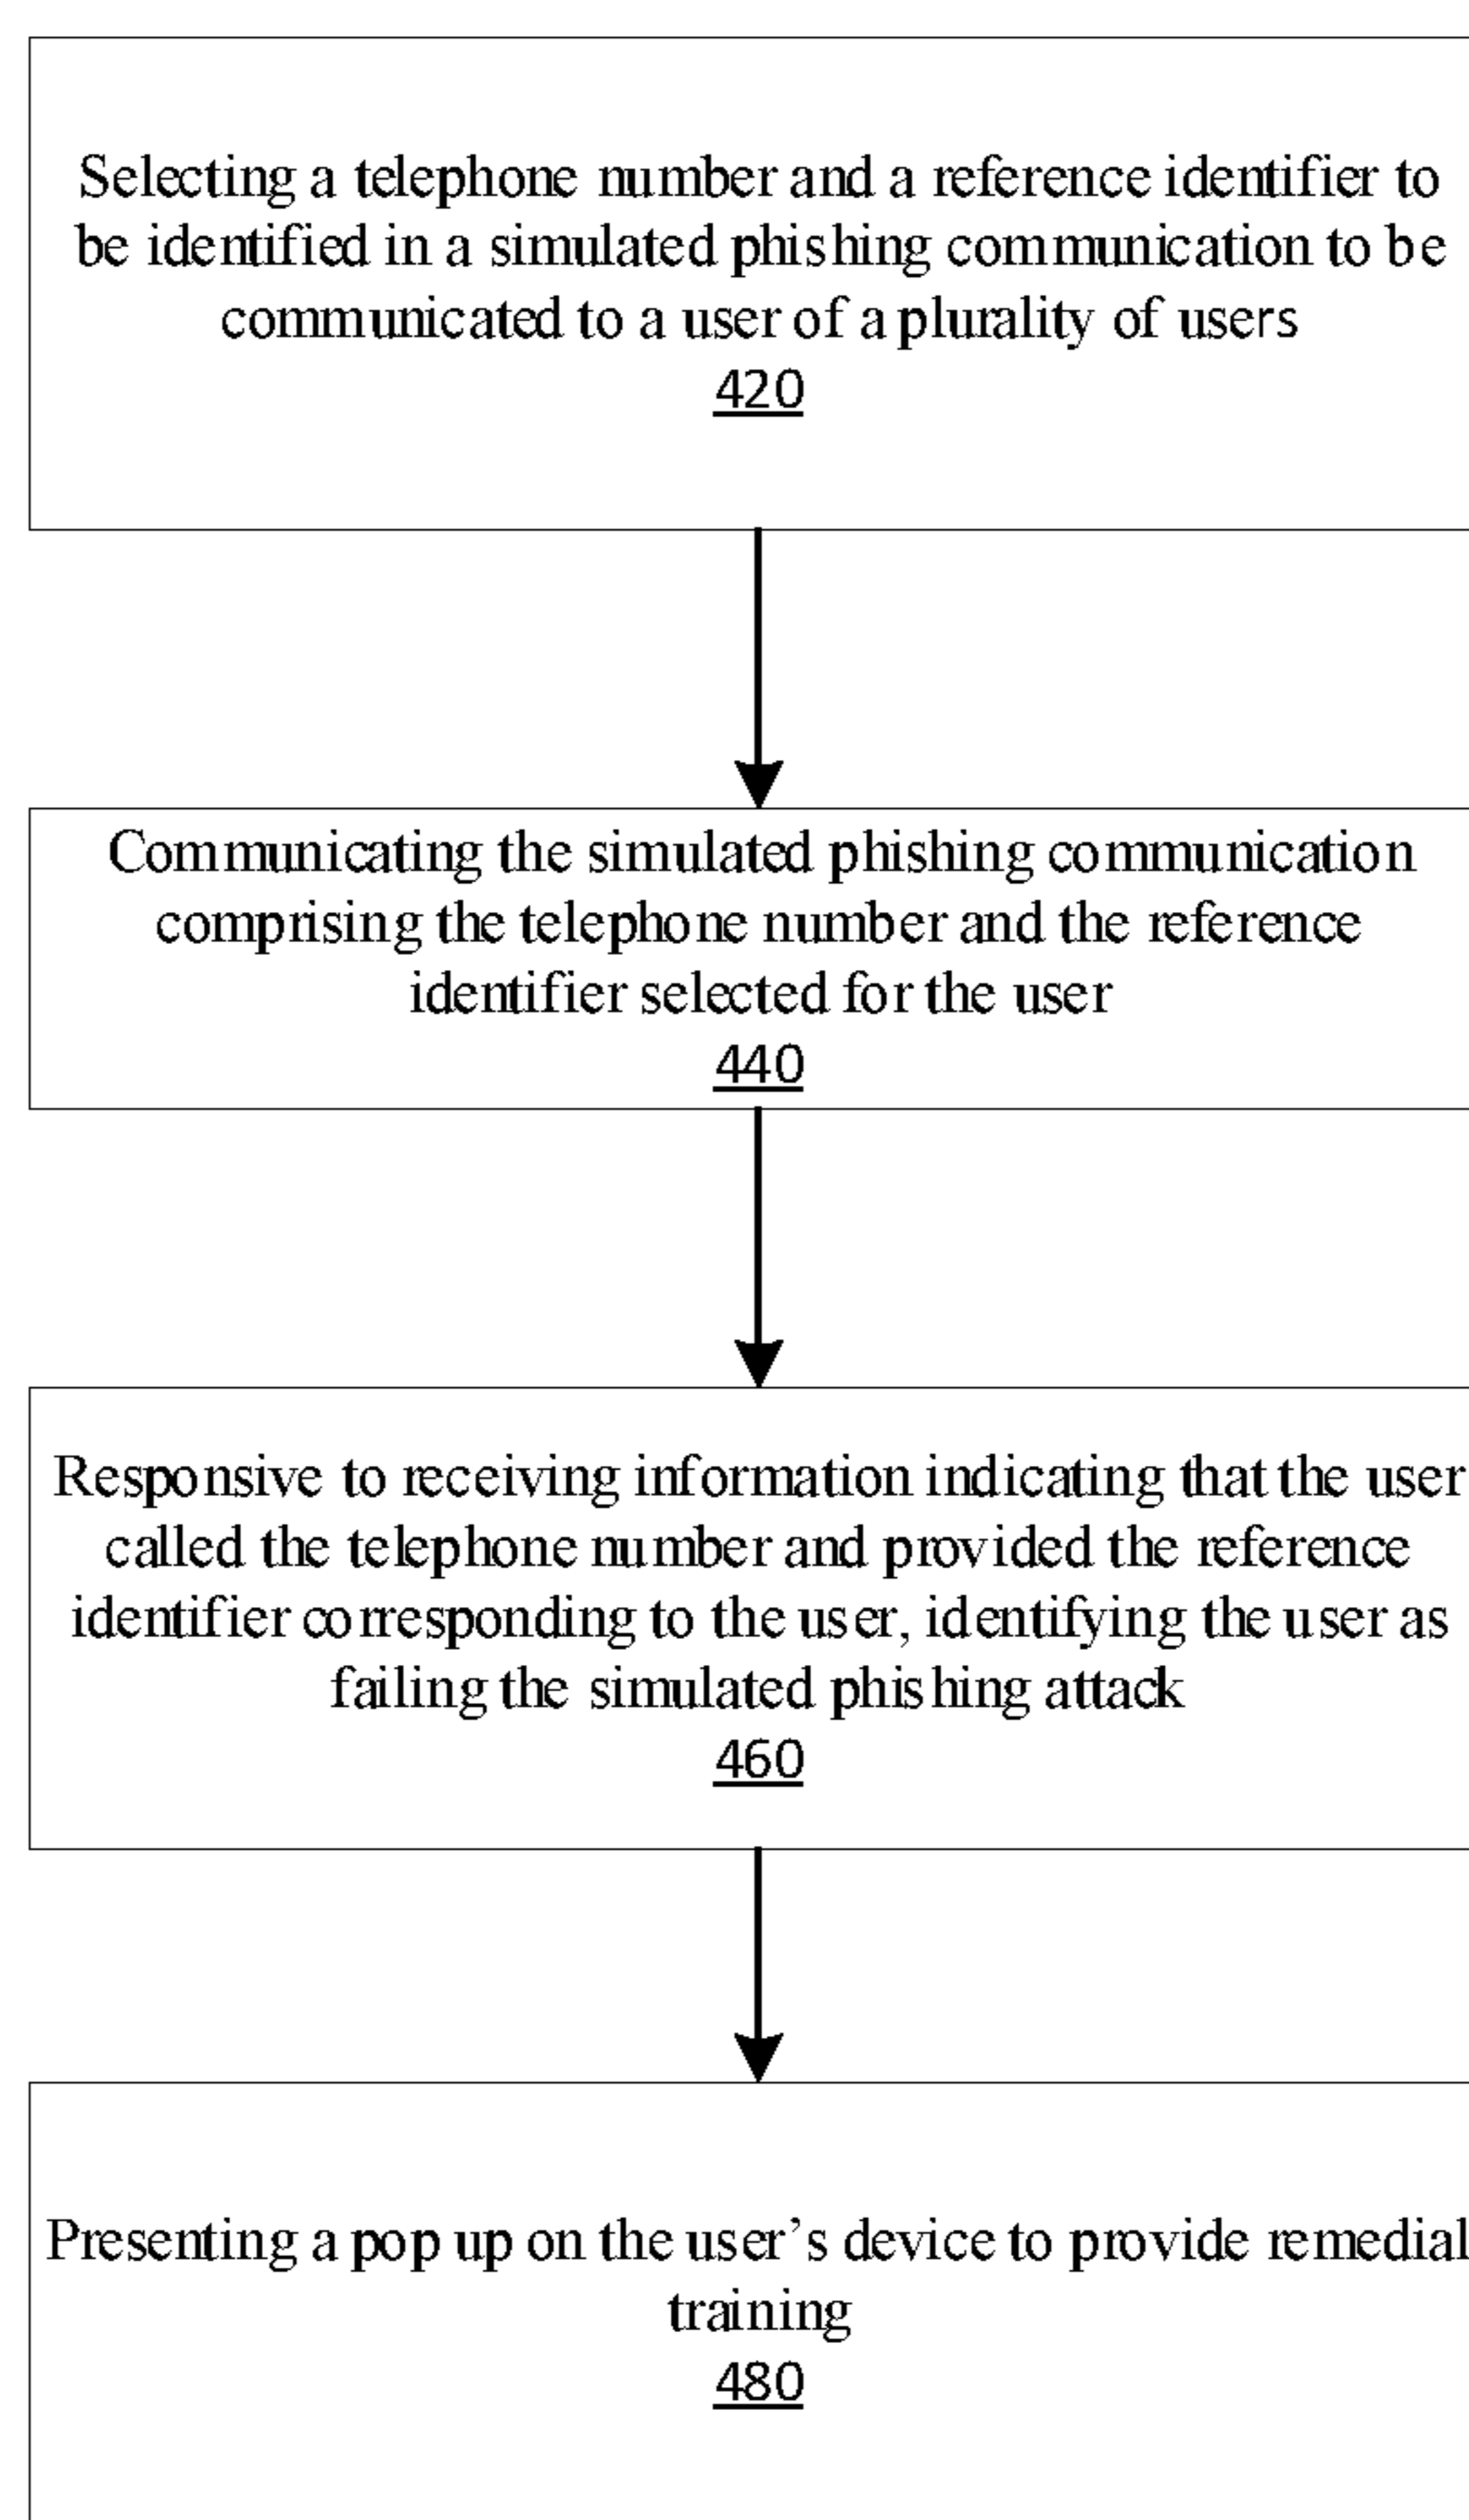 Selecting a telephone number and a reference identifier to
be identified in a simulated phishing communication to be
communicated to a user of a plurality of users
420
Communicating the simulated phishing communication
comprising the telephone number and the reference
identifier selected for the user
440
Responsive to receiving information indicating that the user
called the telephone number and provided the reference
identifier corresponding to the user, identifying the user as
failing the simulated phishing attack
460
Presenting a pop up on the user’s device to provide remedial
training
480